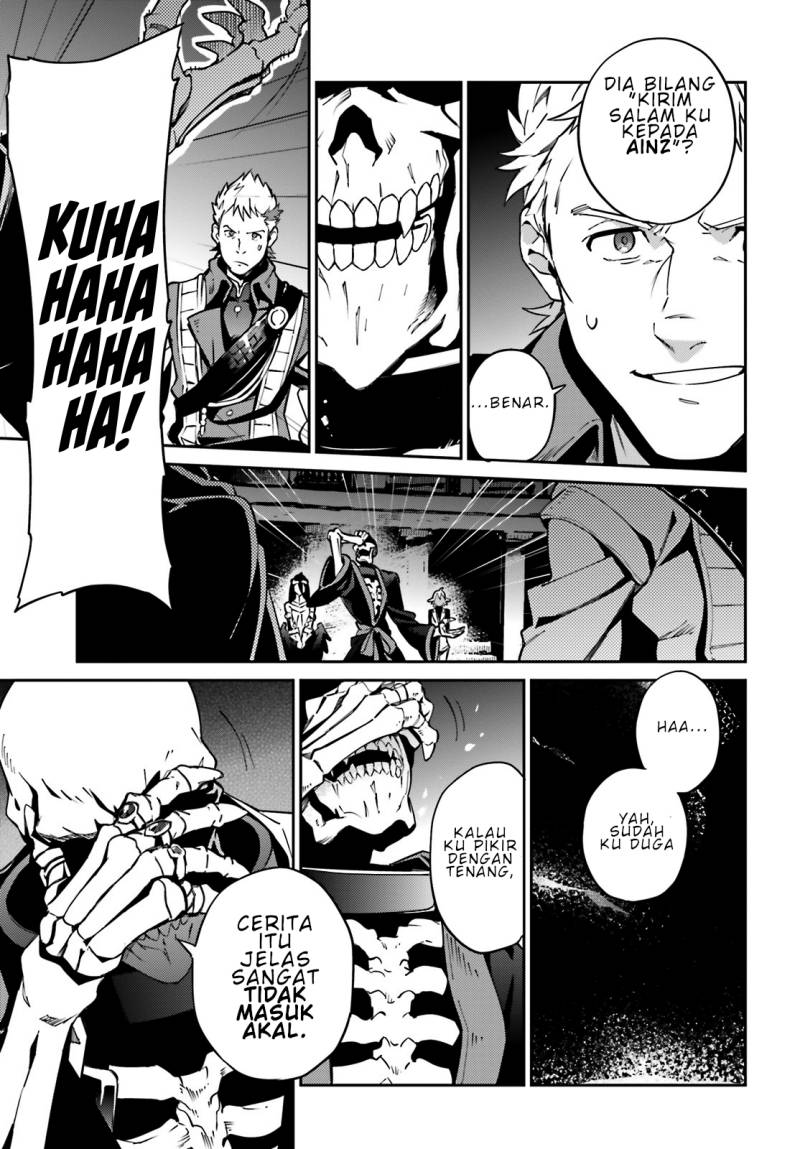 DIA BILANG
"KIRIM
SALAM KU
KEPADA
AINZ"?
...BENAR.
KUHA
HAHA
HAHA
HA!
HAA...
YAH,
SUDAH
KU DUGA
KALAU
KU PIKIR
DENGAN
TENANG,
CERITA
ITU
JELAS
SANGAT
TIDAK
MASUK
AKAL.